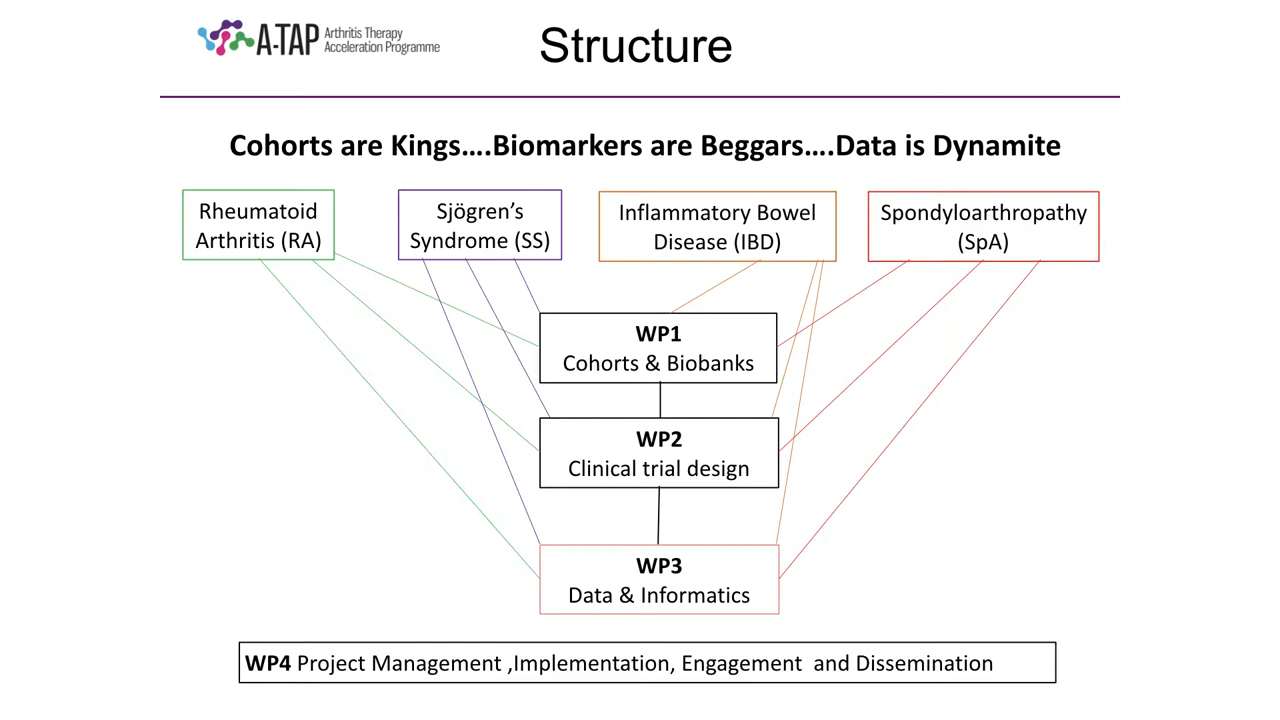 A-TAP
Arthritis Therapy
Acceleration Programme
Structure
Cohorts are Kings....Biomarkers are Beggars....Data is Dynamite
Rheumatoid
Arthritis (RA)
Sjögren’s
Syndrome (SS)
Inflammatory Bowel
Disease (IBD)
Spondyloarthropathy
(SpA)
WP1
Cohorts & Biobanks
WP2
Clinical trial design
WP3
Data & Informatics
WP4 Project Management ,Implementation, Engagement and Dissemination